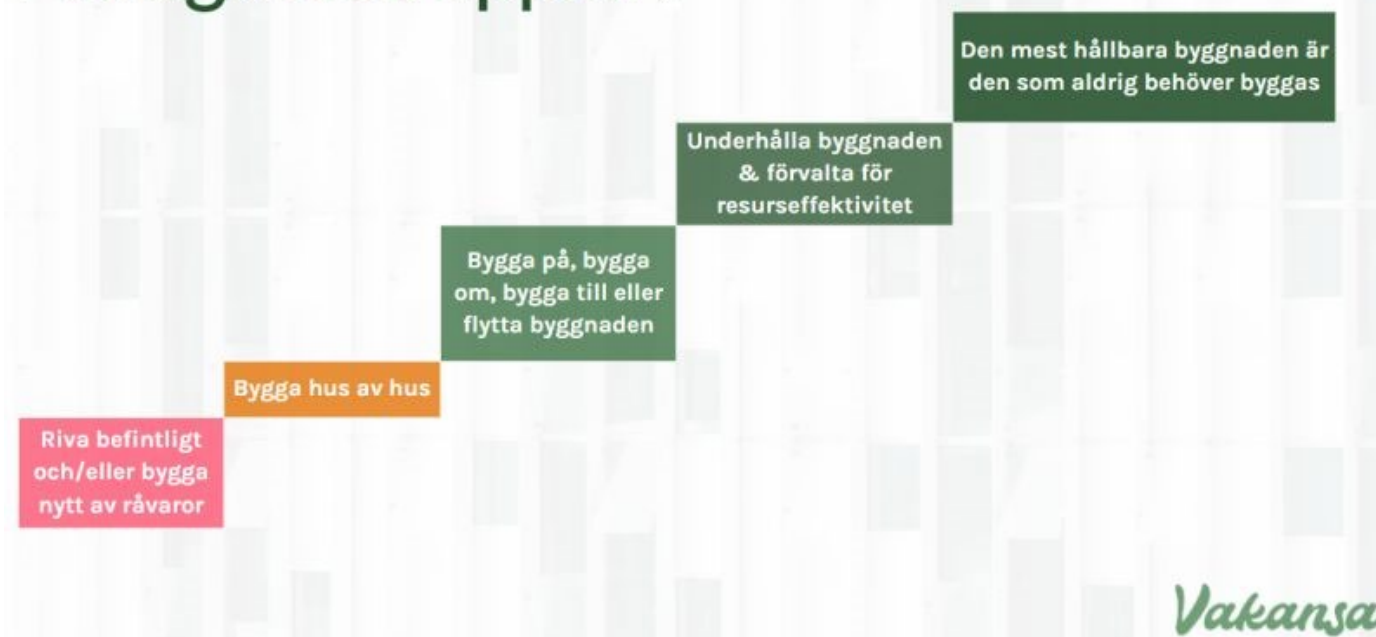 Den mest hållbara byggnaden är
den som aldrig behöver byggas
Underhålla byggnaden
& förvalta för
resurseffektivitet
Bygga på, bygga
om, bygga till eller
flytta byggnaden
Bygga hus av hus
Riva befintligt
och/eller bygga
nytt av råvaror
Vakansa